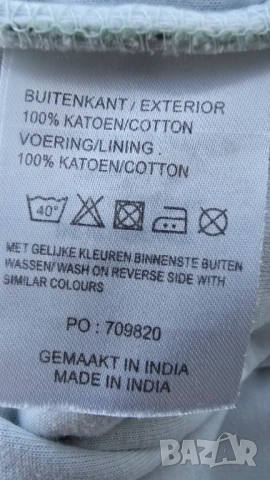 BUITENKANT / EXTERIOR
100% KATOEN/COTTON
VOERING/LINING .
100% KATOEN/COTTON
40°
MET GELIJKE KLEUREN BINNENSTE BUITEN
WASSEN/ WASH ON REVERSE SIDE WITH
SIMILAR COLOURS
PO : 709820
GEMAAKT IN INDIA
MADE IN INDIA
BAZAR